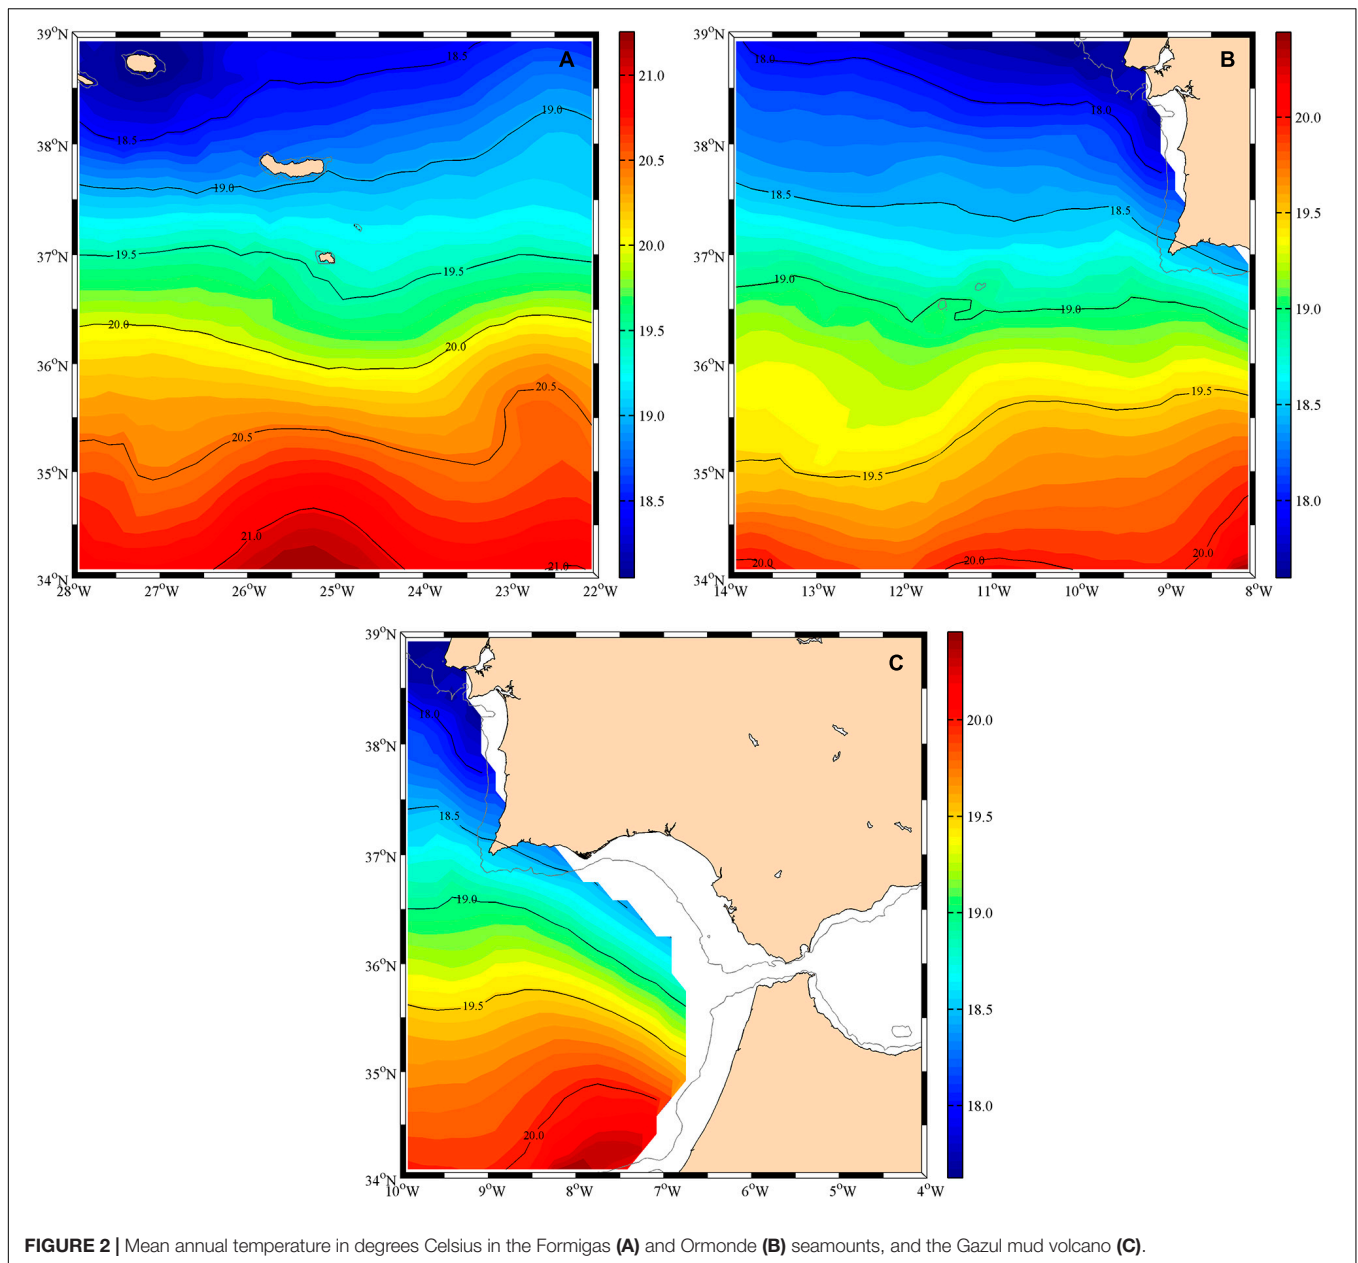 A
39°N
38°N
37°N
36°N
35°N
34°N
28°W 27°W 26°W 25°W 24°W 23°W 22°W
18.5
18.5
19.0
19.0
19.5
19.5
20.0
20.0
20.5
20.5
21.0
21.0
21.0
20.5
20.0
19.5
19.0
18.5
B
39°N
38°N
37°N
36°N
35°N
34°N
14°W 13°W 12°W 11°W 10°W 9°W 8°W
18.0
18.0
18.5
18.5
19.0
19.0
19.5
19.5
20.0
20.0
20.0
20.0
19.5
19.0
18.5
18.0
C
39°N
38°N
37°N
36°N
35°N
34°N
10°W 9°W 8°W 7°W 6°W 5°W 4°W
18.0
18.5
19.0
19.5
20.0
20.0
19.5
19.0
18.5
18.0
FIGURE 2 | Mean annual temperature in degrees Celsius in the Formigas (A) and Ormonde (B) seamounts, and the Gazul mud volcano (C).